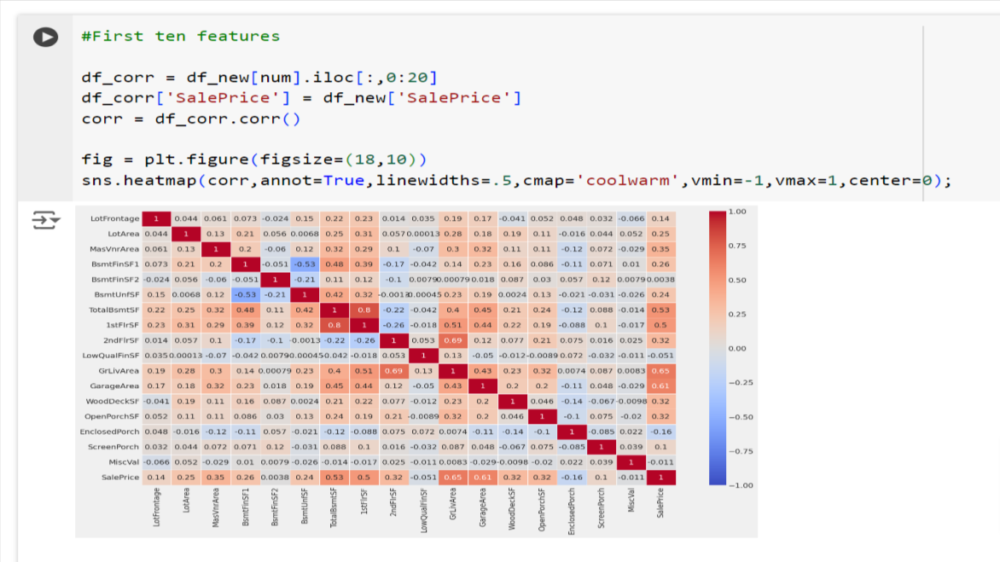 #First ten features
df_corr = df_new[num].iloc[:,0:20]
df_corr['SalePrice'] = df_new['SalePrice']
corr = df_corr.corr()
fig = plt.figure(figsize=(18,10))
sns.heatmap(corr,annot=True,linewidths=.5,cmap='coolwarm',vmin=-1,vmax=1,center=0);
LotFrontage 1 0.044 0.061 0.073 -0.024 0.15 0.22 0.23 0.014 0.035 0.19 0.17 -0.041 0.052 0.048 0.032 -0.066 0.14
LotArea 0.044 1 0.13 0.21 0.056 0.0068 0.25 0.31 0.057 0.00013 0.28 0.18 0.19 0.11 -0.016 0.044 0.052 0.25
MasVnrArea 0.061 0.13 1 0.2 -0.06 0.12 0.32 0.29 0.1 -0.07 0.3 0.32 0.11 0.11 -0.12 0.072 -0.029 0.35
BsmtFinSF1 0.073 0.21 0.2 1 -0.051 -0.53 0.48 0.39 -0.17 -0.042 0.14 0.23 0.16 0.086 -0.11 0.071 0.01 0.26
BsmtFinSF2 -0.024 0.056 -0.06 -0.051 1 -0.21 0.11 0.12 -0.1 0.0079 0.00079 0.018 0.087 0.03 0.057 0.12 0.0079 0.0038
BsmtUnfSF 0.15 0.0068 0.12 -0.53 -0.21 1 0.42 0.32 -0.0013 0.00045 0.23 0.19 0.0024 0.13 -0.021 -0.031 -0.026 0.24
TotalBsmtSF 0.22 0.25 0.32 0.48 0.11 0.42 1 0.8 -0.22 -0.042 0.4 0.45 0.21 0.24 -0.12 0.088 -0.014 0.53
1stFlrSF 0.23 0.31 0.29 0.39 0.12 0.32 0.8 1 -0.26 -0.018 0.51 0.44 0.22 0.19 -0.088 0.1 -0.017 0.5
2ndFlrSF 0.014 0.057 0.1 -0.17 -0.1 -0.0013 -0.22 -0.26 1 0.053 0.69 0.12 0.077 0.21 0.075 0.016 0.025 0.32
LowQualFinSF 0.035 0.00013 -0.07 -0.042 0.0079 0.00045 -0.042 -0.018 0.053 1 0.13 -0.05 -0.012 -0.0089 0.072 -0.032 -0.011 -0.051
GrLivArea 0.19 0.28 0.3 0.14 0.00079 0.23 0.4 0.51 0.69 0.13 1 0.43 0.23 0.32 0.0074 0.087 0.0083 0.65
GarageArea 0.17 0.18 0.32 0.23 0.018 0.19 0.45 0.44 0.12 -0.05 0.43 1 0.2 0.2 -0.11 0.048 -0.029 0.61
WoodDeckSF -0.041 0.19 0.11 0.16 0.087 0.0024 0.21 0.22 0.077 -0.012 0.23 0.2 1 0.046 -0.14 -0.067 -0.0098 0.32
OpenPorchSF 0.052 0.11 0.11 0.086 0.03 0.13 0.24 0.19 0.21 -0.0089 0.32 0.2 0.046 1 -0.1 0.075 -0.02 0.32
EnclosedPorch 0.048 -0.016 -0.12 -0.11 0.057 -0.021 -0.12 -0.088 0.075 0.072 0.0074 -0.11 -0.14 -0.1 1 -0.085 0.022 -0.16
ScreenPorch 0.032 0.044 0.072 0.071 0.12 -0.031 0.088 0.1 0.016 -0.032 0.087 0.048 -0.067 0.075 -0.085 1 0.039 0.1
MiscVal -0.066 0.052 -0.029 0.01 0.0079 -0.026 -0.014 -0.017 0.025 -0.011 0.0083 -0.029 -0.0098 -0.02 0.022 0.039 1 -0.011
SalePrice 0.14 0.25 0.35 0.26 0.0038 0.24 0.53 0.5 0.32 -0.051 0.65 0.61 0.32 0.32 -0.16 0.1 -0.011 1
LotFrontage LotArea MasVnrArea BsmtFinSF1 BsmtFinSF2 BsmtUnfSF TotalBsmtSF 1stFlrSF 2ndFlrSF LowQualFinSF GrLivArea GarageArea WoodDeckSF OpenPorchSF EnclosedPorch ScreenPorch MiscVal SalePrice
1.00
0.75
0.50
0.25
0.00
−0.25
−0.50
−0.75
−1.00